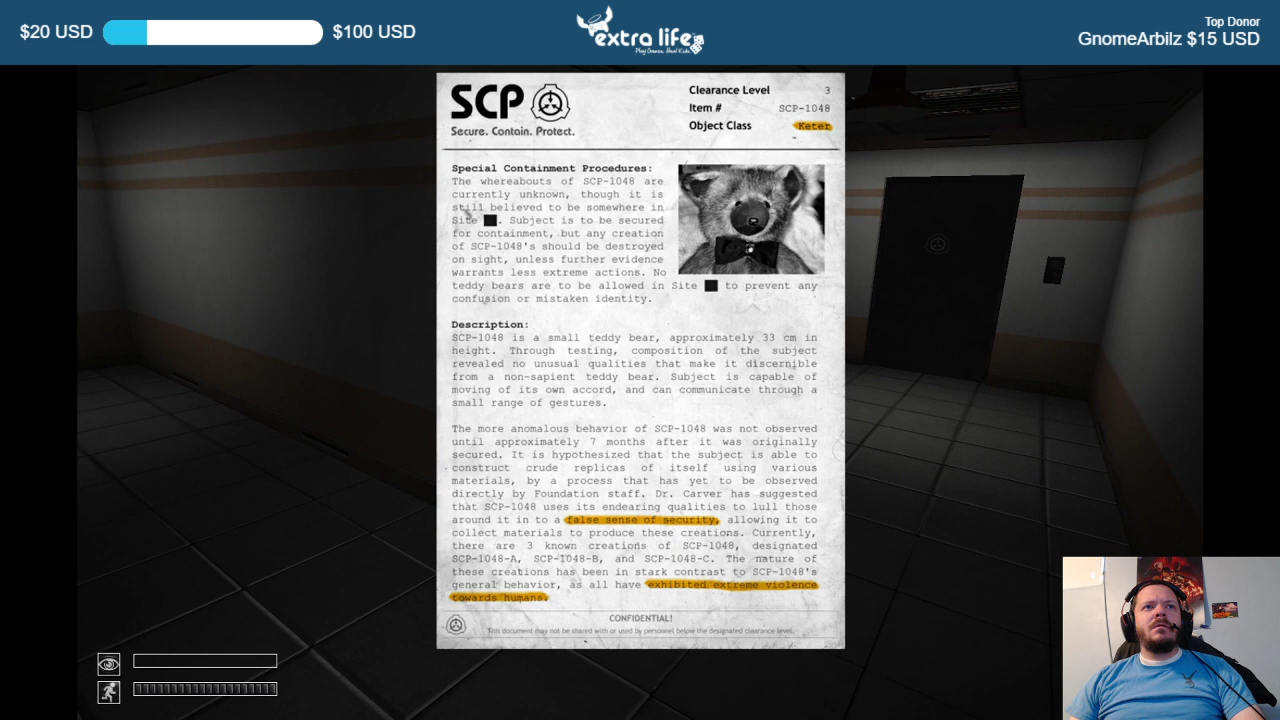 $20 USD
$100 USD
extra life
Play Games. Heal Kids.
Top Donor
GnomeArbilz $15 USD
SCP
Secure. Contain. Protect.
Clearance Level 3
Item # SCP-1048
Object Class Keter
Special Containment Procedures:
The whereabouts of SCP-1048 are
currently unknown, though it is
still believed to be somewhere in
Site ██. Subject is to be secured
for containment, but any creation
of SCP-1048's should be destroyed
on sight, unless further evidence
warrants less extreme actions. No
teddy bears are to be allowed in Site ██ to prevent any
confusion or mistaken identity.
Description:
SCP-1048 is a small teddy bear, approximately 33 cm in
height. Through testing, composition of the subject
revealed no unusual qualities that make it discernible
from a non-sapient teddy bear. Subject is capable of
moving of its own accord, and can communicate through a
small range of gestures.
The more anomalous behavior of SCP-1048 was not observed
until approximately 7 months after it was originally
secured. It is hypothesized that the subject is able to
construct crude replicas of itself using various
materials, by a process that has yet to be observed
directly by Foundation staff. Dr. Carver has suggested
that SCP-1048 uses its endearing qualities to lull those
around it in to a false sense of security, allowing it to
collect materials to produce these creations. Currently,
there are 3 known creations of SCP-1048, designated
SCP-1048-A, SCP-1048-B, and SCP-1048-C. The nature of
these creations has been in stark contrast to SCP-1048's
general behavior, as all have exhibited extreme violence
towards humans.
CONFIDENTIAL!
This document may not be shared with or used by personnel below the designated clearance level.